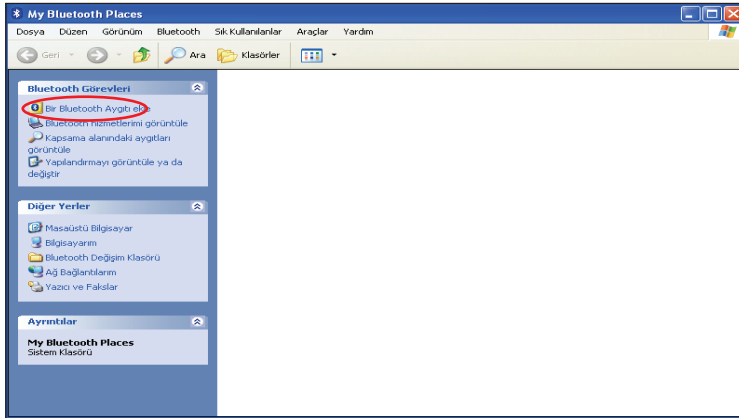 My Bluetooth Places
Dosya Düzen Görünüm Bluetooth Sık Kullanılanlar Araçlar Yardım
Geri Ara Klasörler
Bluetooth Görevleri
Bir Bluetooth Aygıtı ekle
Bluetooth hizmetlerimi görüntüle
Kapsama alanındaki aygıtları
görüntüle
Yapılandırmayı görüntüle ya da
değiştir
Diğer Yerler
Masaüstü Bilgisayar
Bilgisayarım
Bluetooth Değişim Klasörü
Ağ Bağlantılarım
Yazıcı ve Fakslar
Ayrıntılar
My Bluetooth Places
Sistem Klasörü